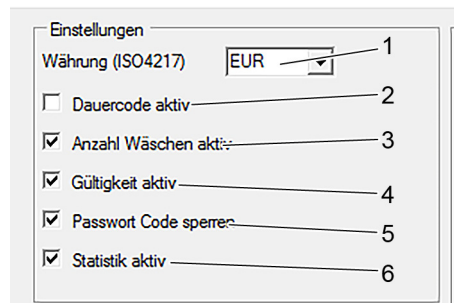 Einstellungen
Währung (ISO4217) EUR 1
Dauercode aktiv 2
Anzahl Wäschen aktiv 3
Gültigkeit aktiv 4
Passwort Code sperren 5
Statistik aktiv 6